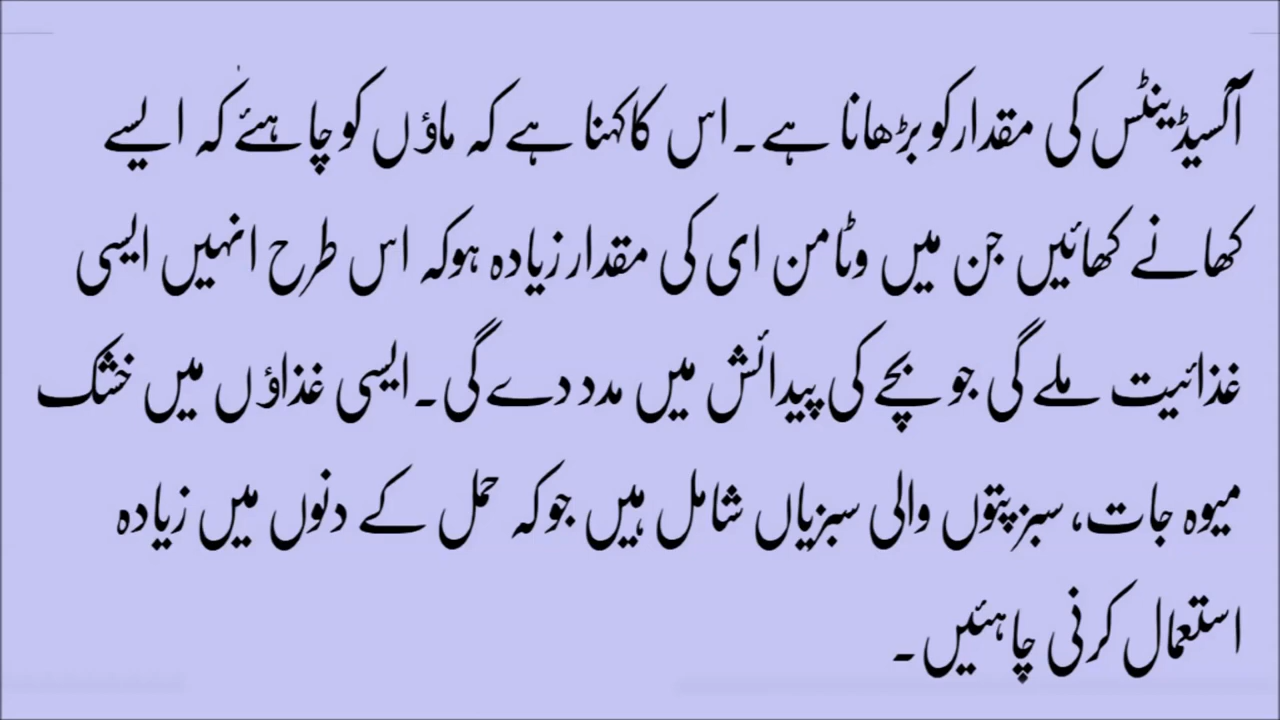 آکسیڈینٹس کی مقدار کو بڑھانا ہے۔ اس کا کہنا ہے کہ ماؤں کو چاہئے کہ ایسے
کھانے کھائیں جن میں وٹامن ای کی مقدار زیادہ ہو کہ اس طرح انہیں ایسی
غذائیت ملے گی جو بچے کی پیدائش میں مدد دے گی۔ ایسی غذاؤں میں خشک
میوہ جات، سبز پتوں والی سبزیاں شامل ہیں جو کہ حمل کے دنوں میں زیادہ
استعمال کرنی چاہئیں۔